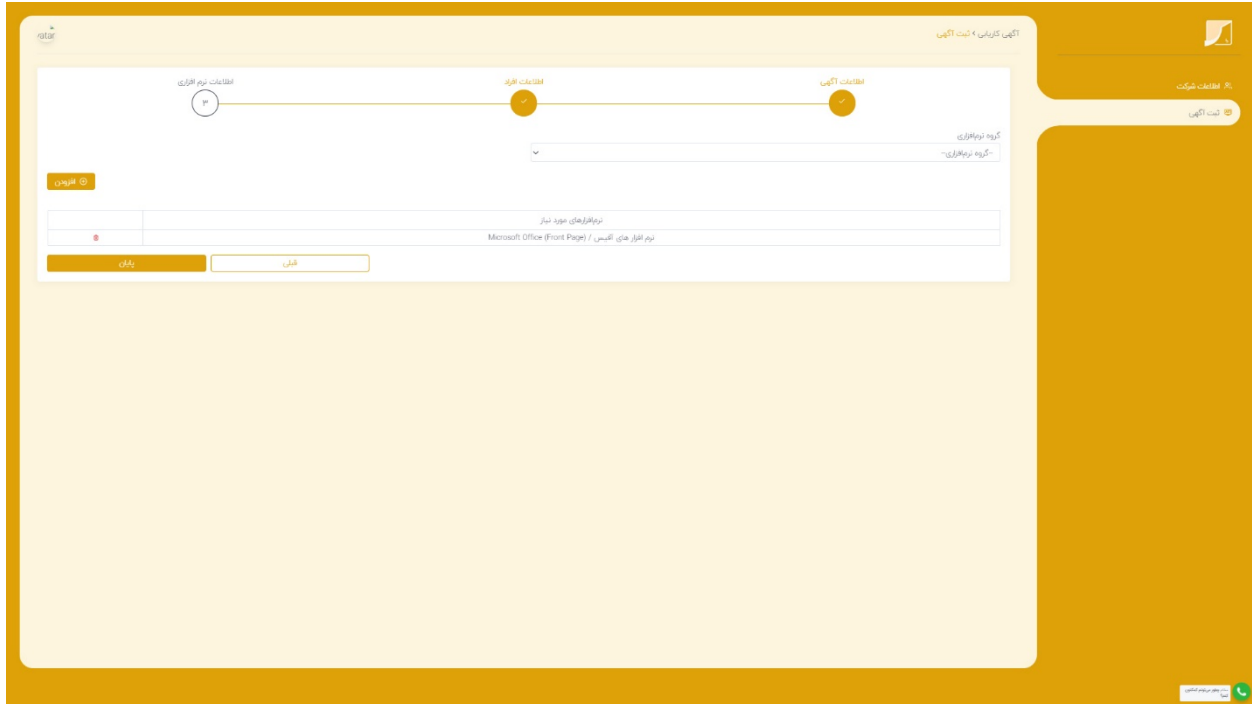 آگهی کاریابی › ثبت آگهی
vatar
اطلاعات شرکت
ثبت آگهی
اطلاعات آگهی
اطلاعات افراد
اطلاعات نرم افزاری
۳
گروه نرم‌افزاری
--گروه نرم‌افزاری--
افزودن
نرم‌افزارهای مورد نیاز
نرم افزار های آفیس / Microsoft Office (Front Page)
قبلی
پایان